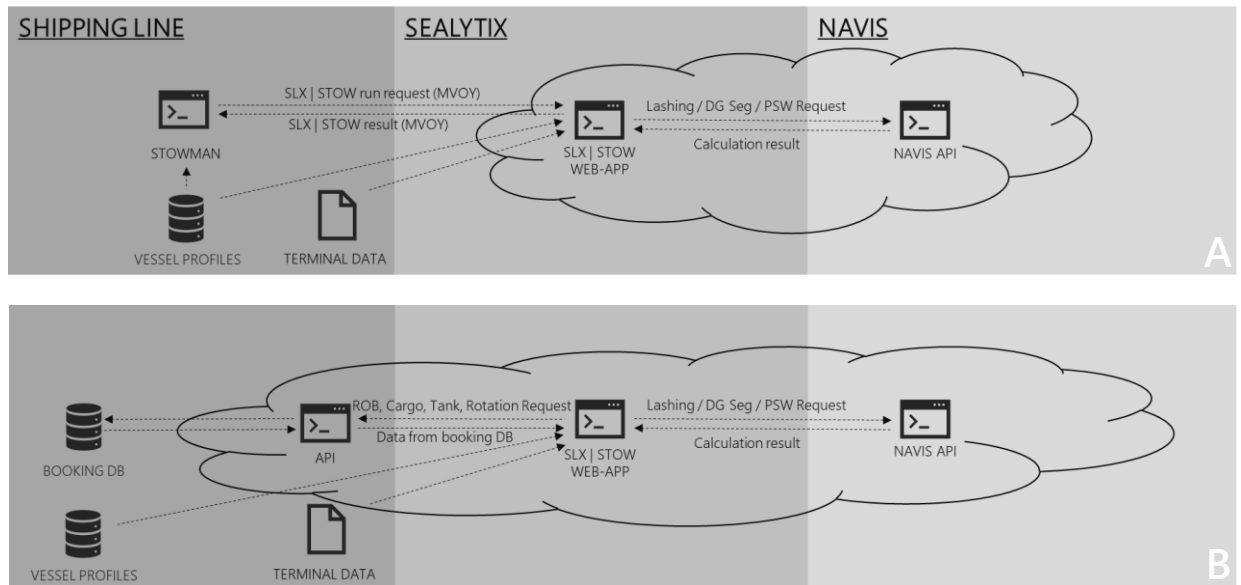 SHIPPING LINE
SEALYTIX
NAVIS
SLX | STOW run request (MVOY)
SLX | STOW result (MVOY)
Lashing / DG Seg / PSW Request
Calculation result
STOWMAN
SLX | STOW
WEB-APP
NAVIS API
VESSEL PROFILES
TERMINAL DATA
A
ROB, Cargo, Tank, Rotation Request
Data from booking DB
Lashing / DG Seg / PSW Request
Calculation result
BOOKING DB
API
SLX | STOW
WEB-APP
NAVIS API
VESSEL PROFILES
TERMINAL DATA
B